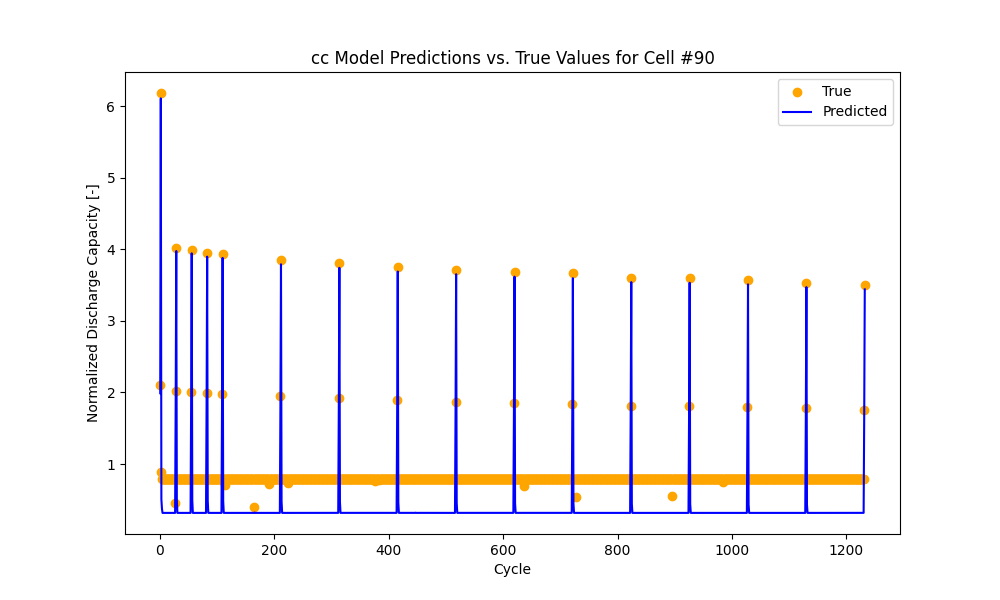 cc Model Predictions vs. True Values for Cell #90
True
Predicted
Normalized Discharge Capacity [-]
6
5
4
3
2
1
0 200 400 600 800 1000 1200
Cycle